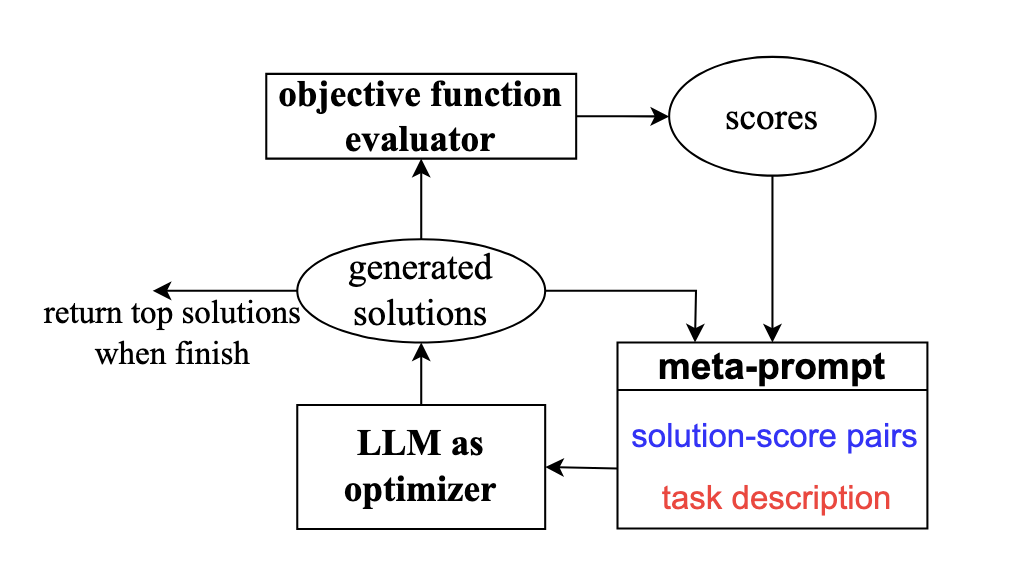 objective function
evaluator
scores
generated
solutions
return top solutions
when finish
meta-prompt
solution-score pairs
task description
LLM as
optimizer